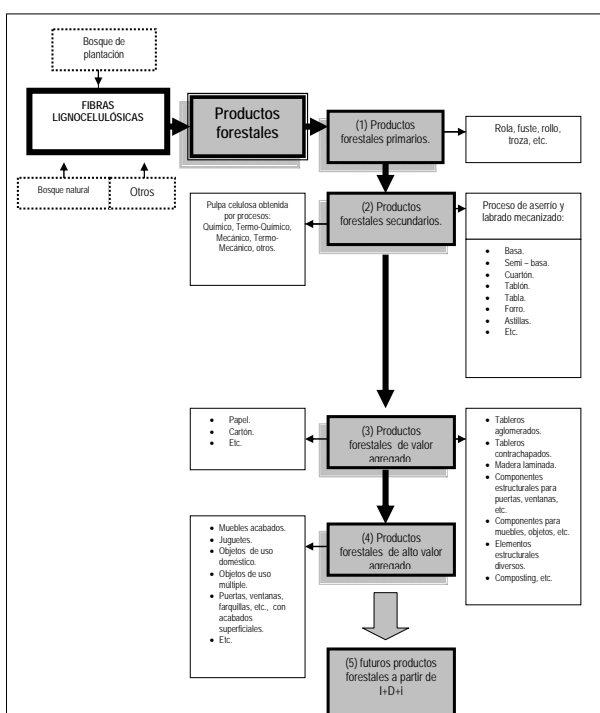 Bosque de
plantación
FIBRAS
LIGNOCELULÓSICAS
Bosque natural
Otros
Productos
forestales
(1) Productos
forestales primarios.
Rola, fuste, rollo,
troza, etc.
(2) Productos
forestales secundarios.
Pulpa celulosa obtenida
por procesos:
Químico, Termo-Químico,
Mecánico, Termo-
Mecánico, otros.
Proceso de aserrio y
labrado mecanizado:
• Basa.
• Semi – basa.
• Cuartón.
• Tablón.
• Tabla.
• Forro.
• Astillas.
• Etc.
(3) Productos
forestales de valor
agregado
• Papel.
• Cartón.
• Etc.
• Tableros
aglomerados.
• Tableros
contrachapados.
• Madera laminada.
• Componentes
estructurales para
puertas, ventanas,
etc.
• Componentes para
muebles, objetos, etc.
• Elementos
estructurales
diversos.
• Composting, etc.
(4) Productos
forestales de alto valor
agregado
• Muebles acabados.
• Juguetes.
• Objetos de uso
doméstico.
• Objetos de uso
múltiple.
• Puertas, ventanas,
farquillas, etc., con
acabados
superficiales.
• Etc.
(5) futuros productos
forestales a partir de
I+D+i